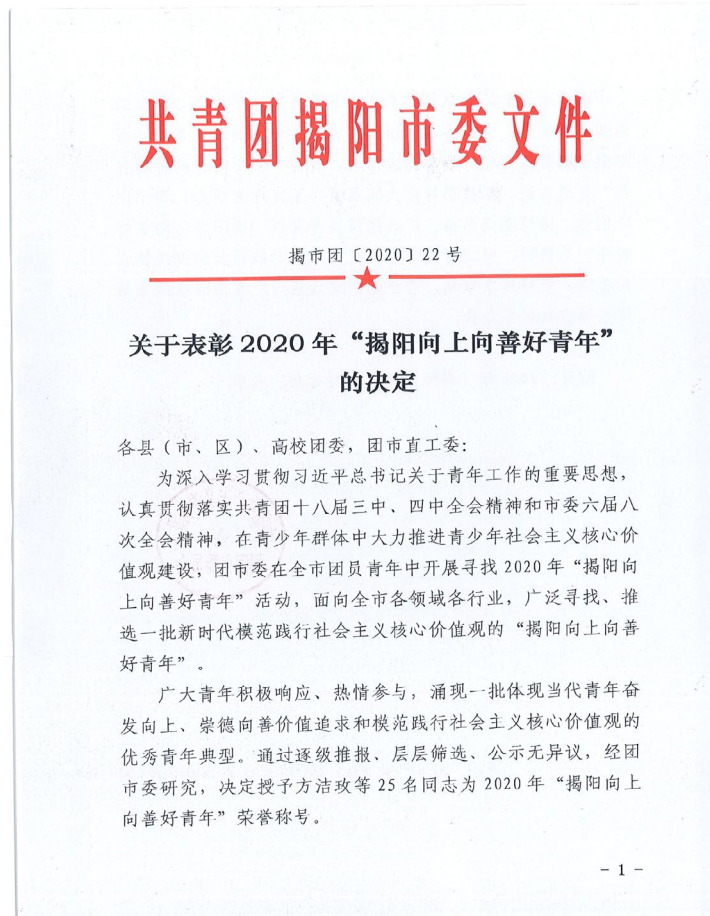 共青团揭阳市委文件
揭市团〔2020〕22号
关于表彰2020年“揭阳向上向善好青年”
的决定
各县（市、区）、高校团委，团市直工委：
为深入学习贯彻习近平总书记关于青年工作的重要思想，
认真贯彻落实共青团十八届三中、四中全会精神和市委六届八
次全会精神，在青少年群体中大力推进青少年社会主义核心价
值观建设，团市委在全市团员青年中开展寻找2020年“揭阳向
上向善好青年”活动，面向全市各领域各行业，广泛寻找、推
选一批新时代模范践行社会主义核心价值观的“揭阳向上向善
好青年”。
广大青年积极响应、热情参与，涌现一批体现当代青年奋
发向上、崇德向善价值追求和模范践行社会主义核心价值观的
优秀青年典型。通过逐级推报、层层筛选、公示无异议，经团
市委研究，决定授予方洁玫等25名同志为2020年“揭阳向上
向善好青年”荣誉称号。
- 1 -